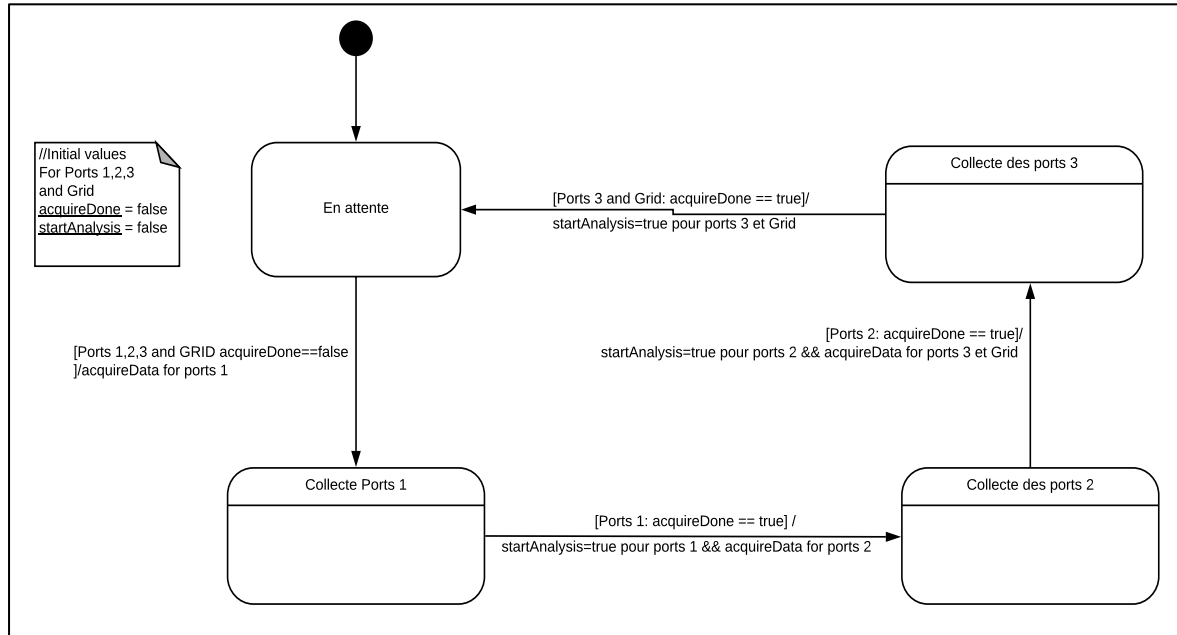 //Initial values
For Ports 1,2,3
and Grid
acquireDone = false
startAnalysis = false
En attente
[Ports 3 and Grid: acquireDone == true]/
startAnalysis=true pour ports 3 et Grid
Collecte des ports 3
[Ports 1,2,3 and GRID acquireDone==false
]/acquireData for ports 1
[Ports 2: acquireDone == true]/
startAnalysis=true pour ports 2 && acquireData for ports 3 et Grid
Collecte Ports 1
[Ports 1: acquireDone == true] /
startAnalysis=true pour ports 1 && acquireData for ports 2
Collecte des ports 2